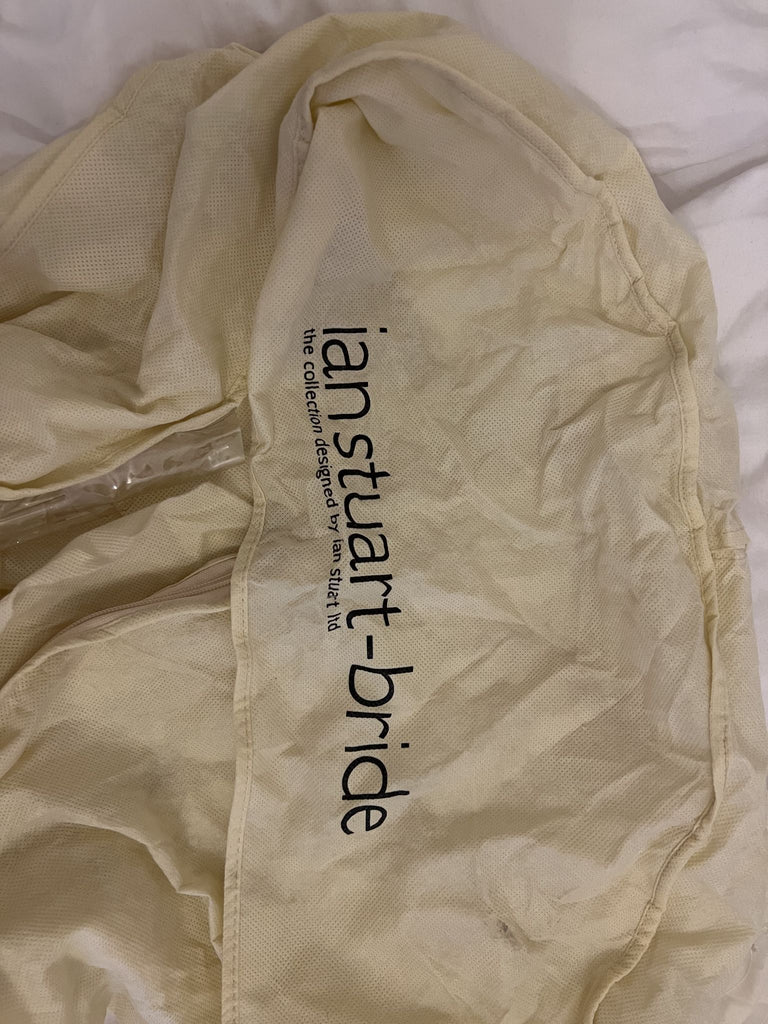 ian stuart-bride
the collection designed by ian stuart ltd